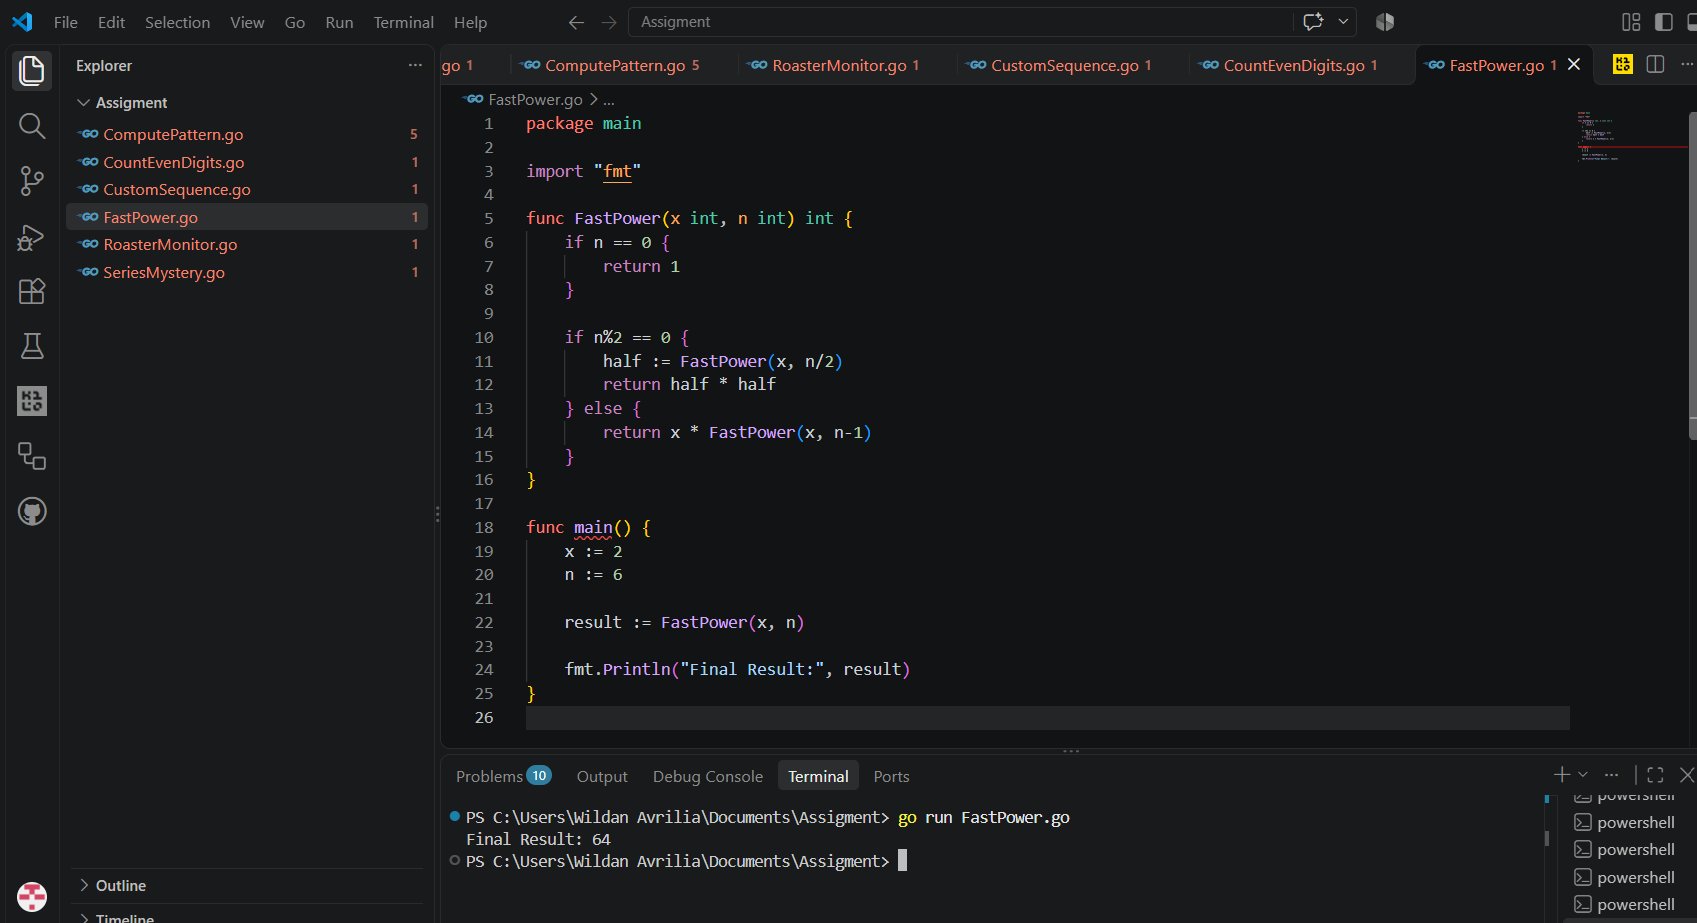 File Edit Selection View Go Run Terminal Help
Assigment
Explorer
Assigment
ComputePattern.go 5
CountEvenDigits.go 1
CustomSequence.go 1
FastPower.go 1
RoasterMonitor.go 1
SeriesMystery.go 1
Outline
Timeline
go 1 ComputePattern.go 5 RoasterMonitor.go 1 CustomSequence.go 1 CountEvenDigits.go 1 FastPower.go 1
FastPower.go > ...
1 package main
2
3 import "fmt"
4
5 func FastPower(x int, n int) int {
6 if n == 0 {
7 return 1
8 }
9
10 if n%2 == 0 {
11 half := FastPower(x, n/2)
12 return half * half
13 } else {
14 return x * FastPower(x, n-1)
15 }
16 }
17
18 func main() {
19 x := 2
20 n := 6
21
22 result := FastPower(x, n)
23
24 fmt.Println("Final Result:", result)
25 }
26
Problems 10 Output Debug Console Terminal Ports
PS C:\Users\Wildan Avrilia\Documents\Assigment> go run FastPower.go
Final Result: 64
PS C:\Users\Wildan Avrilia\Documents\Assigment>
powershell
powershell
powershell
powershell
powershell